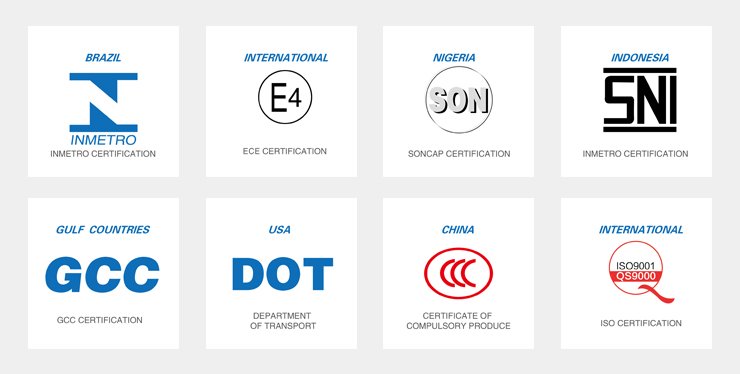 BRAZIL
INMETRO
INMETRO CERTIFICATION
INTERNATIONAL
E4
ECE CERTIFICATION
NIGERIA
SON
SONCAP CERTIFICATION
INDONESIA
SNI
INMETRO CERTIFICATION
GULF COUNTRIES
GCC
GCC CERTIFICATION
USA
DOT
DEPARTMENT
OF TRANSPORT
CHINA
CCC
CERTIFICATE OF
COMPULSORY PRODUCE
INTERNATIONAL
ISO9001
QS9000
ISO CERTIFICATION